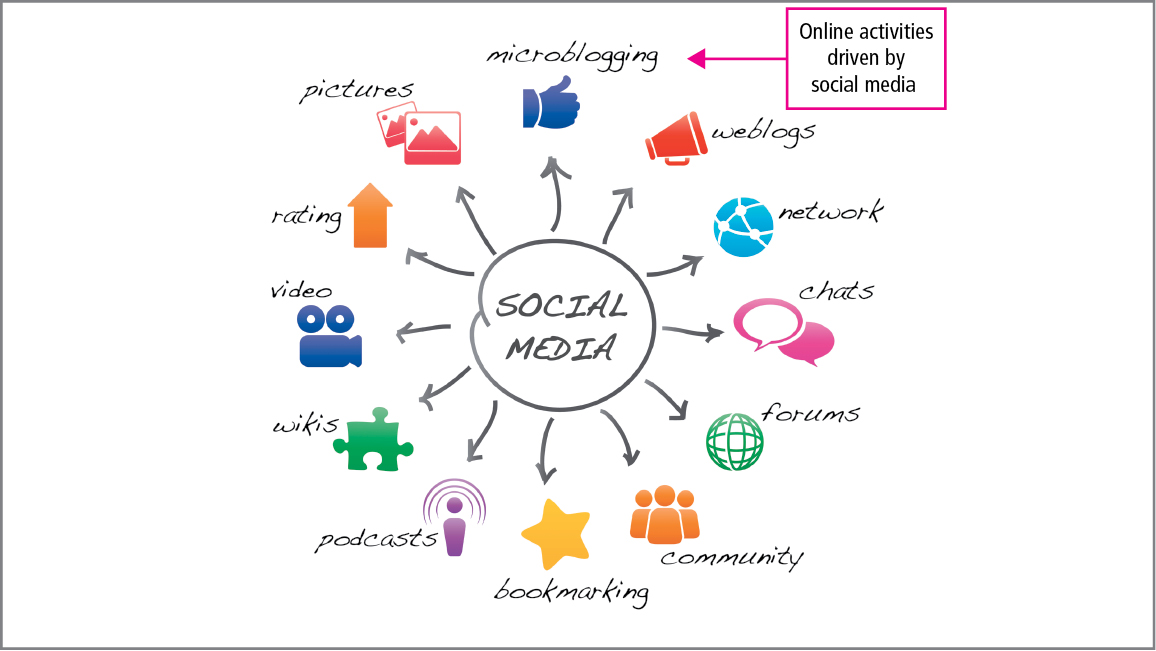 Online activities
driven by
social media
microblogging
pictures
weblogs
rating
network
video
chats
SOCIAL
MEDIA
wikis
forums
podcasts
community
bookmarking